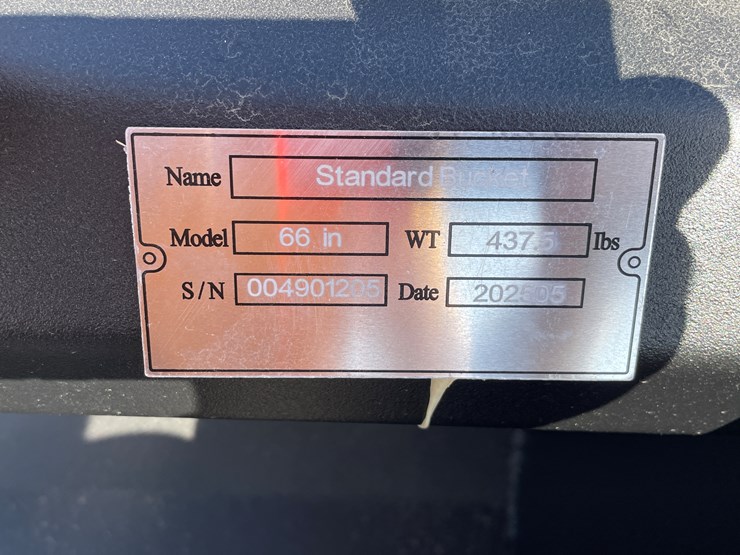 Name Standard Bucket
Model 66 in WT 437.5 lbs
S/N 004901205 Date 202505